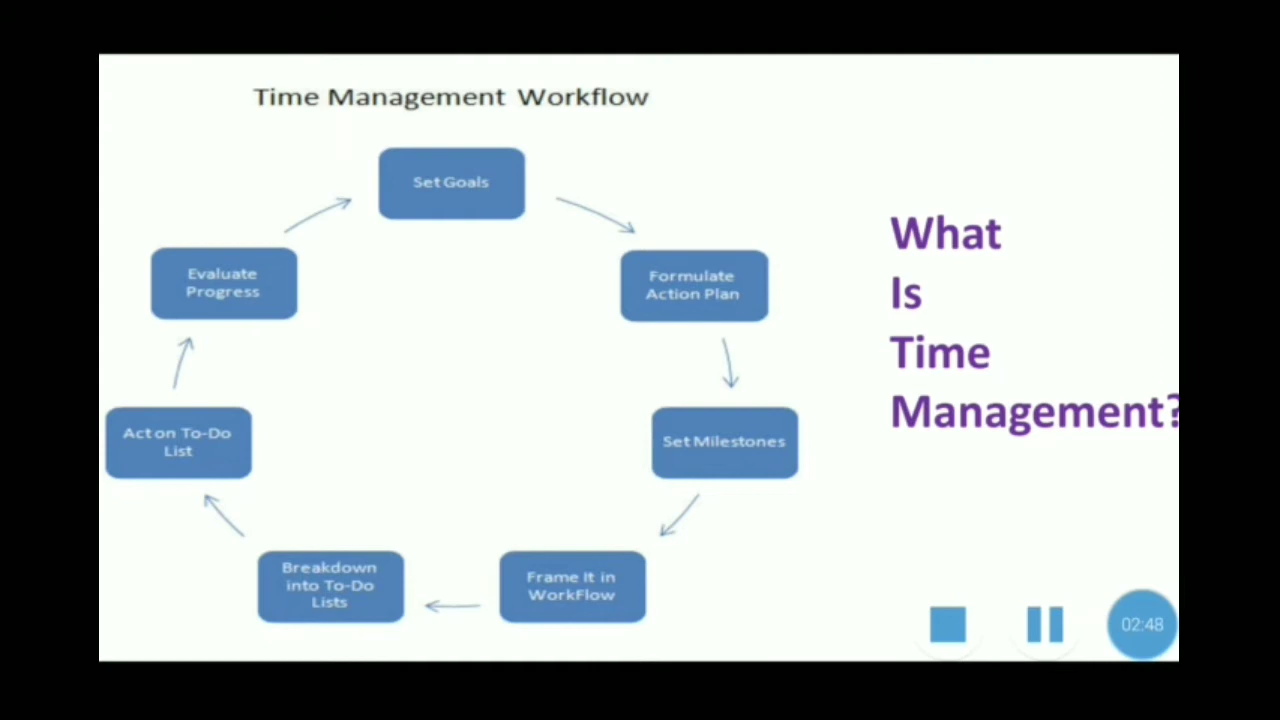 Time Management Workflow
Set Goals
Formulate
Action Plan
Set Milestones
Frame It in
WorkFlow
Breakdown
into To-Do
Lists
Act on To-Do
List
Evaluate
Progress
What
Is
Time
Management?
02:48